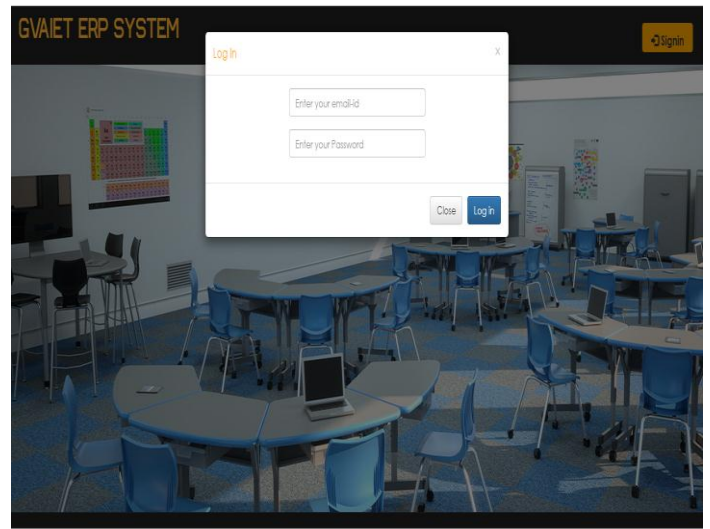 GVAIET ERP SYSTEM
Signin
Log In
x
Enter your email-id
Enter your Password
Close
Log in